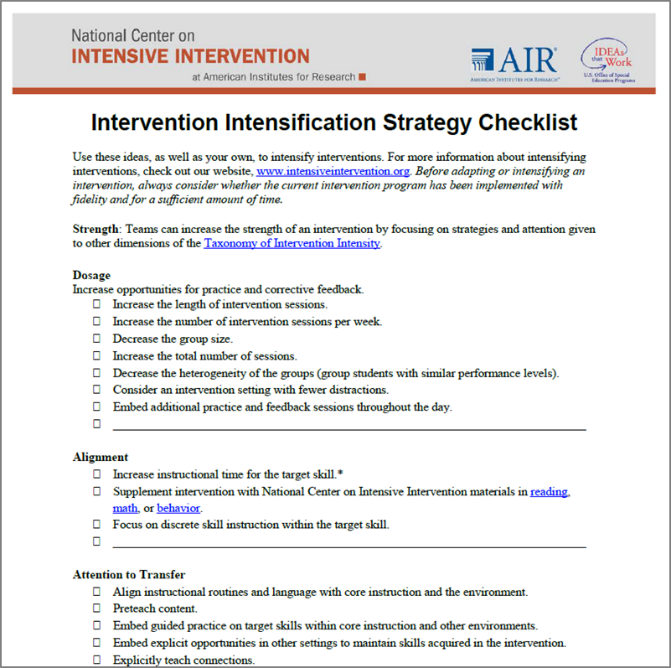 National Center on
INTENSIVE INTERVENTION
at American Institutes for Research
AIR
AMERICAN INSTITUTES FOR RESEARCH
IDEAs
that
Work
U.S. Office of Special
Education Programs
Intervention Intensification Strategy Checklist
Use these ideas, as well as your own, to intensify interventions. For more information about intensifying
interventions, check out our website, www.intensiveintervention.org. Before adapting or intensifying an
intervention, always consider whether the current intervention program has been implemented with
fidelity and for a sufficient amount of time.
Strength: Teams can increase the strength of an intervention by focusing on strategies and attention given
to other dimensions of the Taxonomy of Intervention Intensity.
Dosage
Increase opportunities for practice and corrective feedback.
Increase the length of intervention sessions.
Increase the number of intervention sessions per week.
Decrease the group size.
Increase the total number of sessions.
Decrease the heterogeneity of the groups (group students with similar performance levels).
Consider an intervention setting with fewer distractions.
Embed additional practice and feedback sessions throughout the day.
Alignment
Increase instructional time for the target skill.*
Supplement intervention with National Center on Intensive Intervention materials in reading,
math, or behavior.
Focus on discrete skill instruction within the target skill.
Attention to Transfer
Align instructional routines and language with core instruction and the environment.
Preteach content.
Embed guided practice on target skills within core instruction and other environments.
Embed explicit opportunities in other settings to maintain skills acquired in the intervention.
Explicitly teach connections.